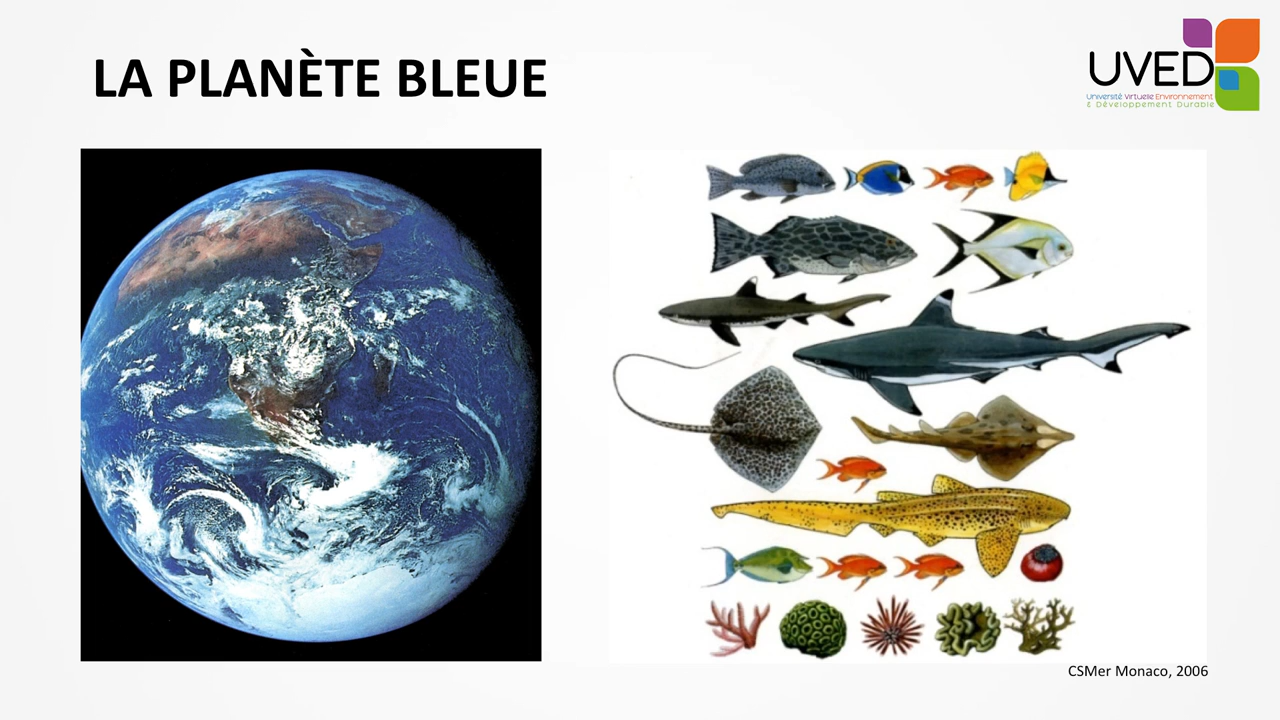 LA PLANÈTE BLEUE
UVED
Université Virtuelle Environnement
& Développement Durable
CSMer Monaco, 2006